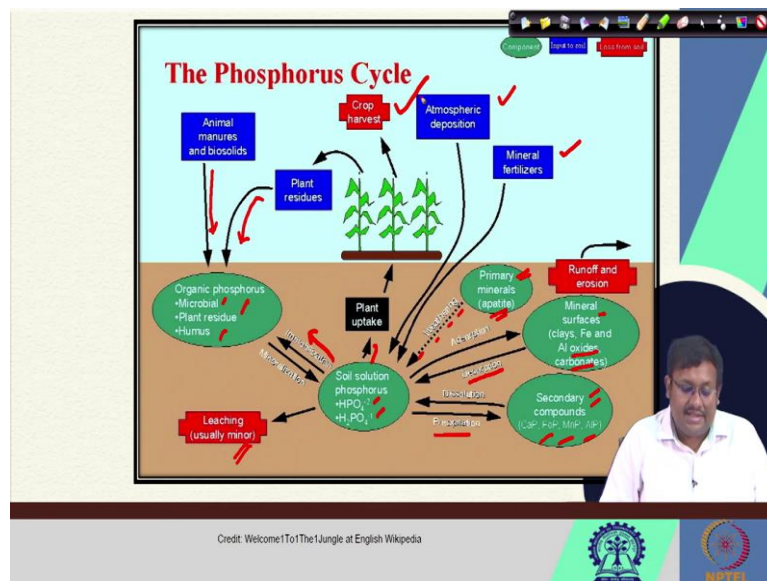 Component
Input to soil
Loss from soil
The Phosphorus Cycle
Crop
harvest
Atmospheric
deposition
Animal
manures
and biosolids
Mineral
fertilizers
Plant
residues
Organic phosphorus
•Microbial
•Plant residue
•Humus
Primary
minerals
(apatite)
Runoff and
erosion
Plant
uptake
Weathering
Adsorption
Mineral
surfaces
(clays, Fe and
Al oxides,
carbonates)
Immobilization
Mineralization
Desorption
Soil solution
phosphorus
•HPO₄⁻²
•H₂PO₄⁻¹
Dissolution
Precipitation
Secondary
compounds
(CaP, FeP, MnP, AlP)
Leaching
(usually minor)
Credit: Welcome1To1The1Jungle at English Wikipedia
NPTEL